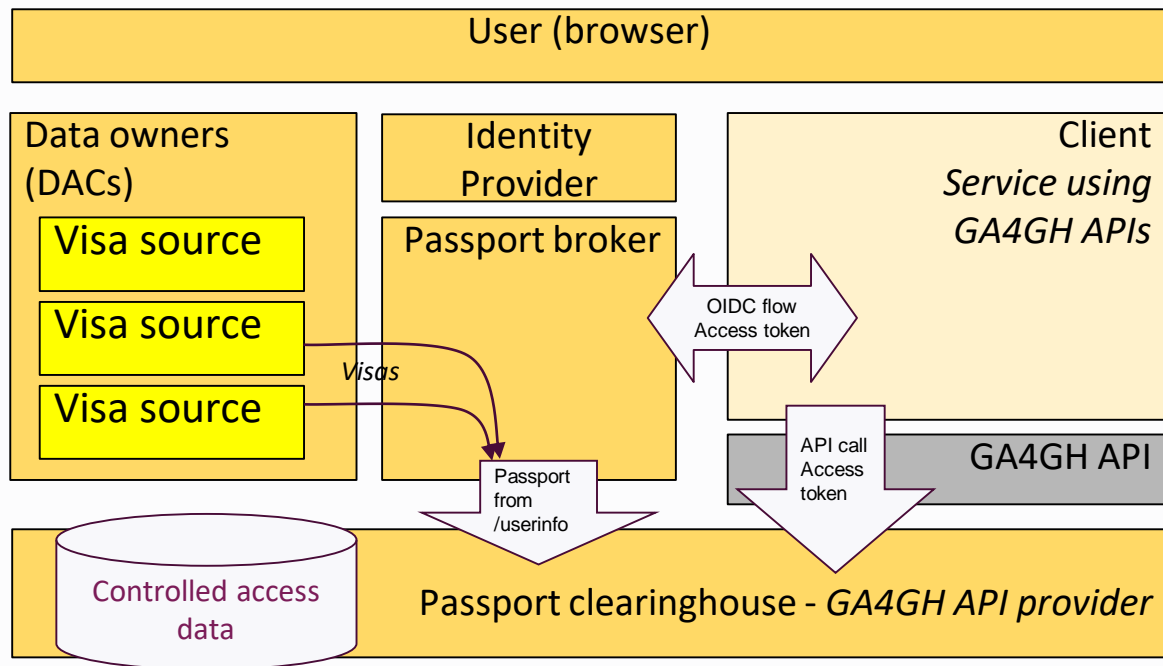 User (browser)
Data owners
(DACs)
Visa source
Visa source
Visa source
Visas
Identity
Provider
Passport broker
OIDC flow
Access token
Client
Service using
GA4GH APIs
Passport
from
/userinfo
API call
Access
token
GA4GH API
Controlled access
data
Passport clearinghouse - GA4GH API provider